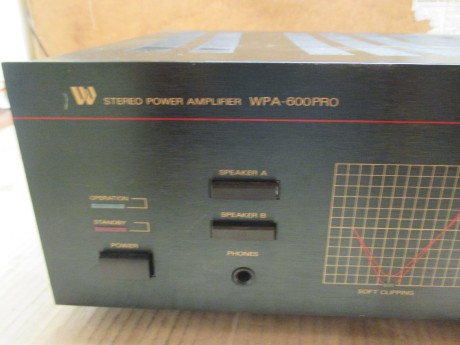 W STEREO POWER AMPLIFIER WPA-600PRO
SPEAKER A
OPERATION
SPEAKER B
STANDBY
POWER
PHONES
SOFT CLIPPING